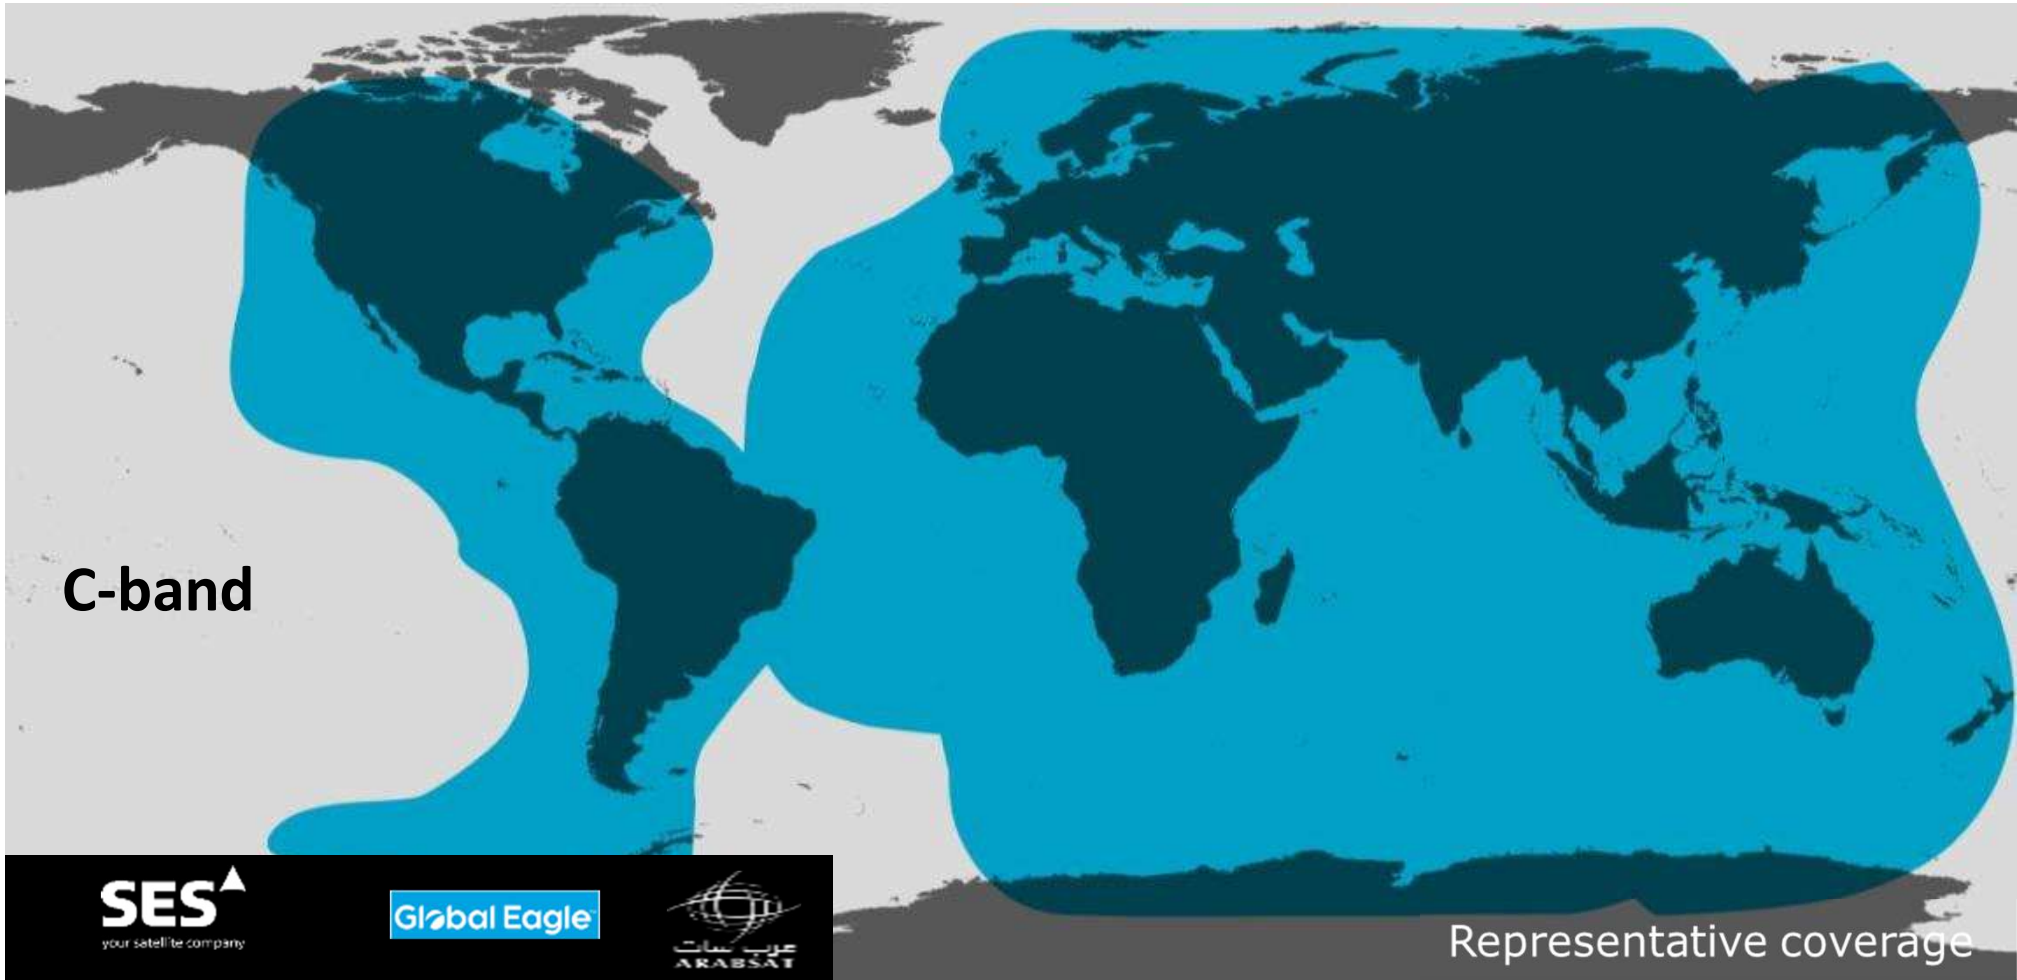 C-band
SES
your satellite company
Global Eagle
عرب سات
ARABSAT
Representative coverage